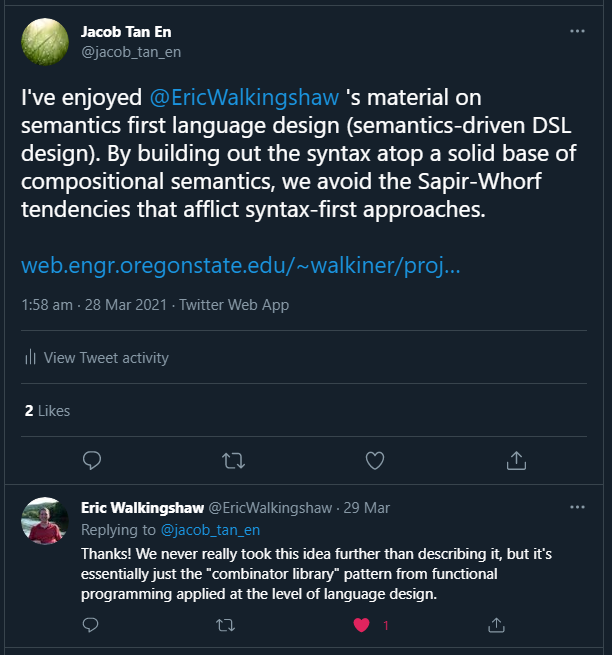 Jacob Tan En
@jacob_tan_en
I've enjoyed @EricWalkingshaw 's material on
semantics first language design (semantics-driven DSL
design). By building out the syntax atop a solid base of
compositional semantics, we avoid the Sapir-Whorf
tendencies that afflict syntax-first approaches.
web.engr.oregonstate.edu/~walkiner/proj...
1:58 am · 28 Mar 2021 · Twitter Web App
View Tweet activity
2 Likes
Eric Walkingshaw @EricWalkingshaw · 29 Mar
Replying to @jacob_tan_en
Thanks! We never really took this idea further than describing it, but it's
essentially just the "combinator library" pattern from functional
programming applied at the level of language design.
1